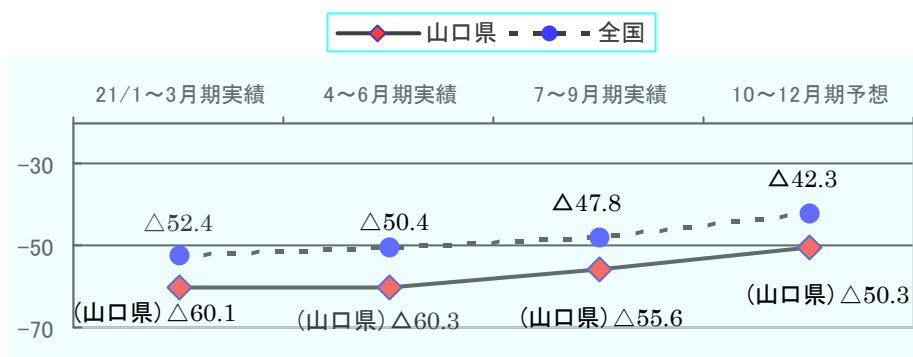 山口県 全国
21/1～3月期実績 4～6月期実績 7～9月期実績 10～12月期予想
-30
-50
-70
△52.4 △50.4 △47.8 △42.3
(山口県)△60.1 (山口県)△60.3 (山口県)△55.6 (山口県)△50.3